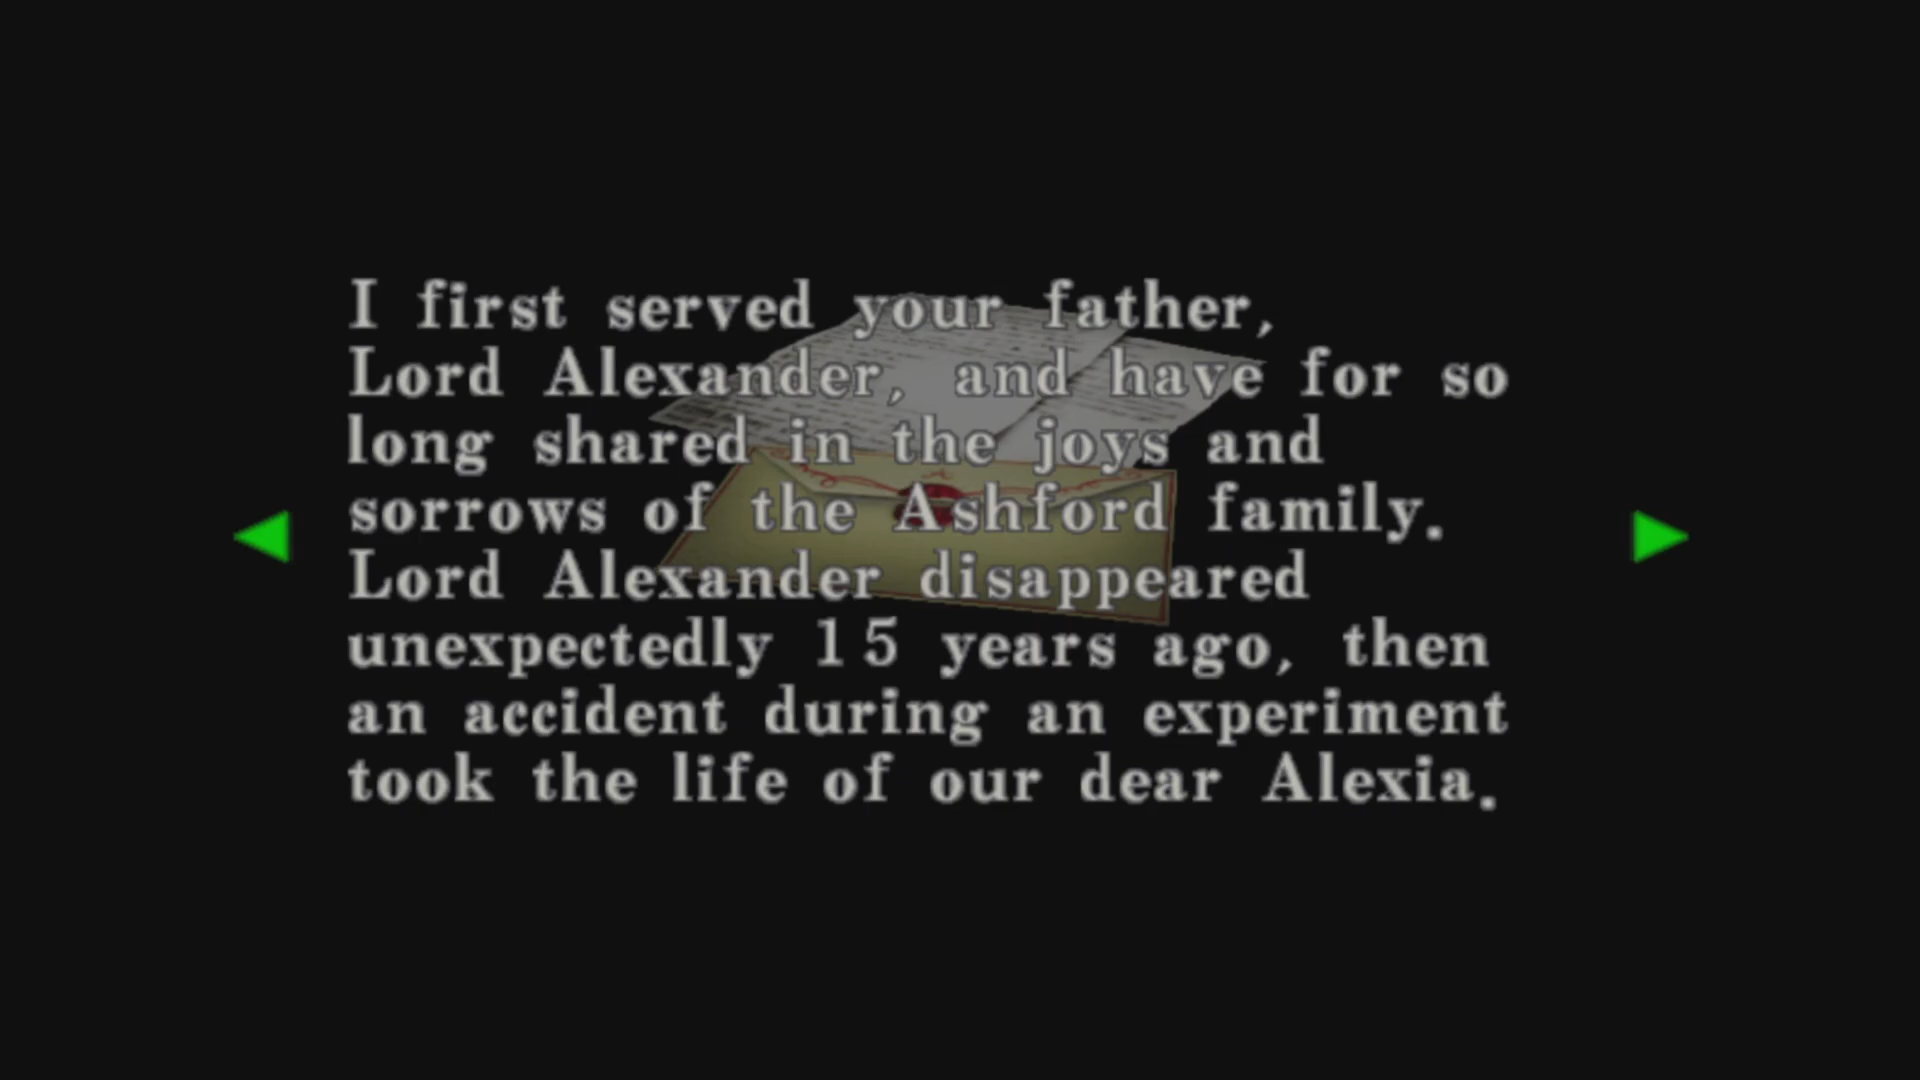 I first served your father,
Lord Alexander, and have for so
long shared in the joys and
sorrows of the Ashford family.
Lord Alexander disappeared
unexpectedly 15 years ago, then
an accident during an experiment
took the life of our dear Alexia.